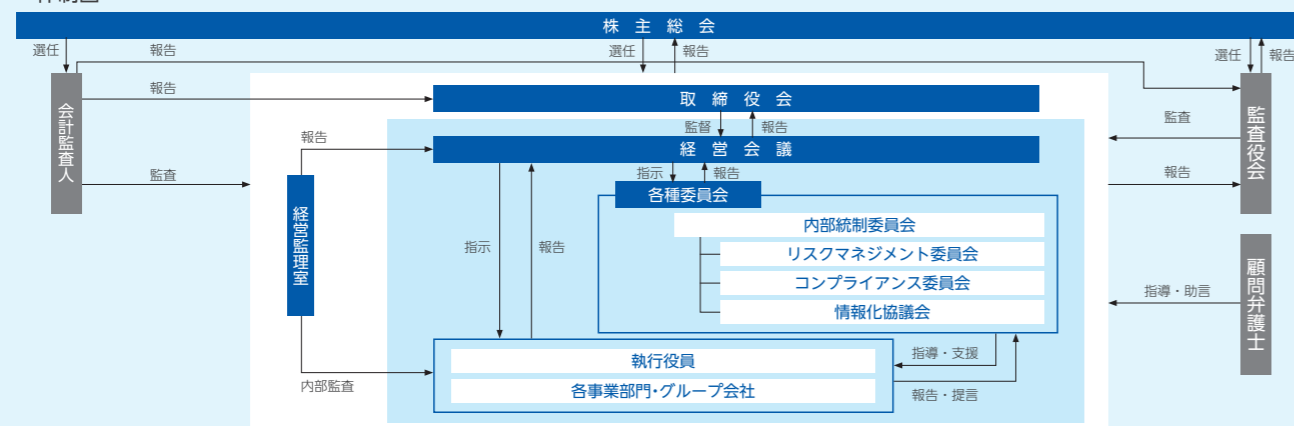 株主総会
選任
報告
選任
報告
選任
報告
報告
取締役会
会計監査人
監査役会
監督
報告
監査
報告
経営会議
監査
指示
報告
報告
各種委員会
経営監理室
内部統制委員会
指示
報告
リスクマネジメント委員会
コンプライアンス委員会
顧問弁護士
指導・助言
情報化協議会
執行役員
指導・支援
内部監査
各事業部門・グループ会社
報告・提言